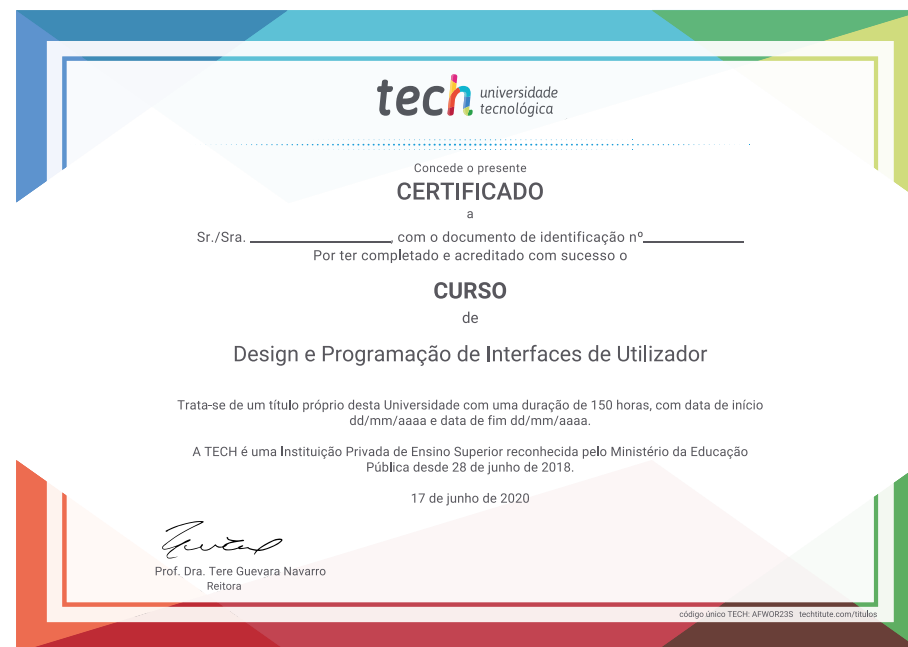 tech universidade
tecnológica
Concede o presente
CERTIFICADO
a
Sr./Sra. ____________________, com o documento de identificação nº______________
Por ter completado e acreditado com sucesso o
CURSO
de
Design e Programação de Interfaces de Utilizador
Trata-se de um título próprio desta Universidade com uma duração de 150 horas, com data de início
dd/mm/aaaa e data de fim dd/mm/aaaa.
A TECH é uma Instituição Privada de Ensino Superior reconhecida pelo Ministério da Educação
Pública desde 28 de junho de 2018.
17 de junho de 2020
Prof. Dra. Tere Guevara Navarro
Reitora
código único TECH: AFWOR23S techtitute.com/titulos